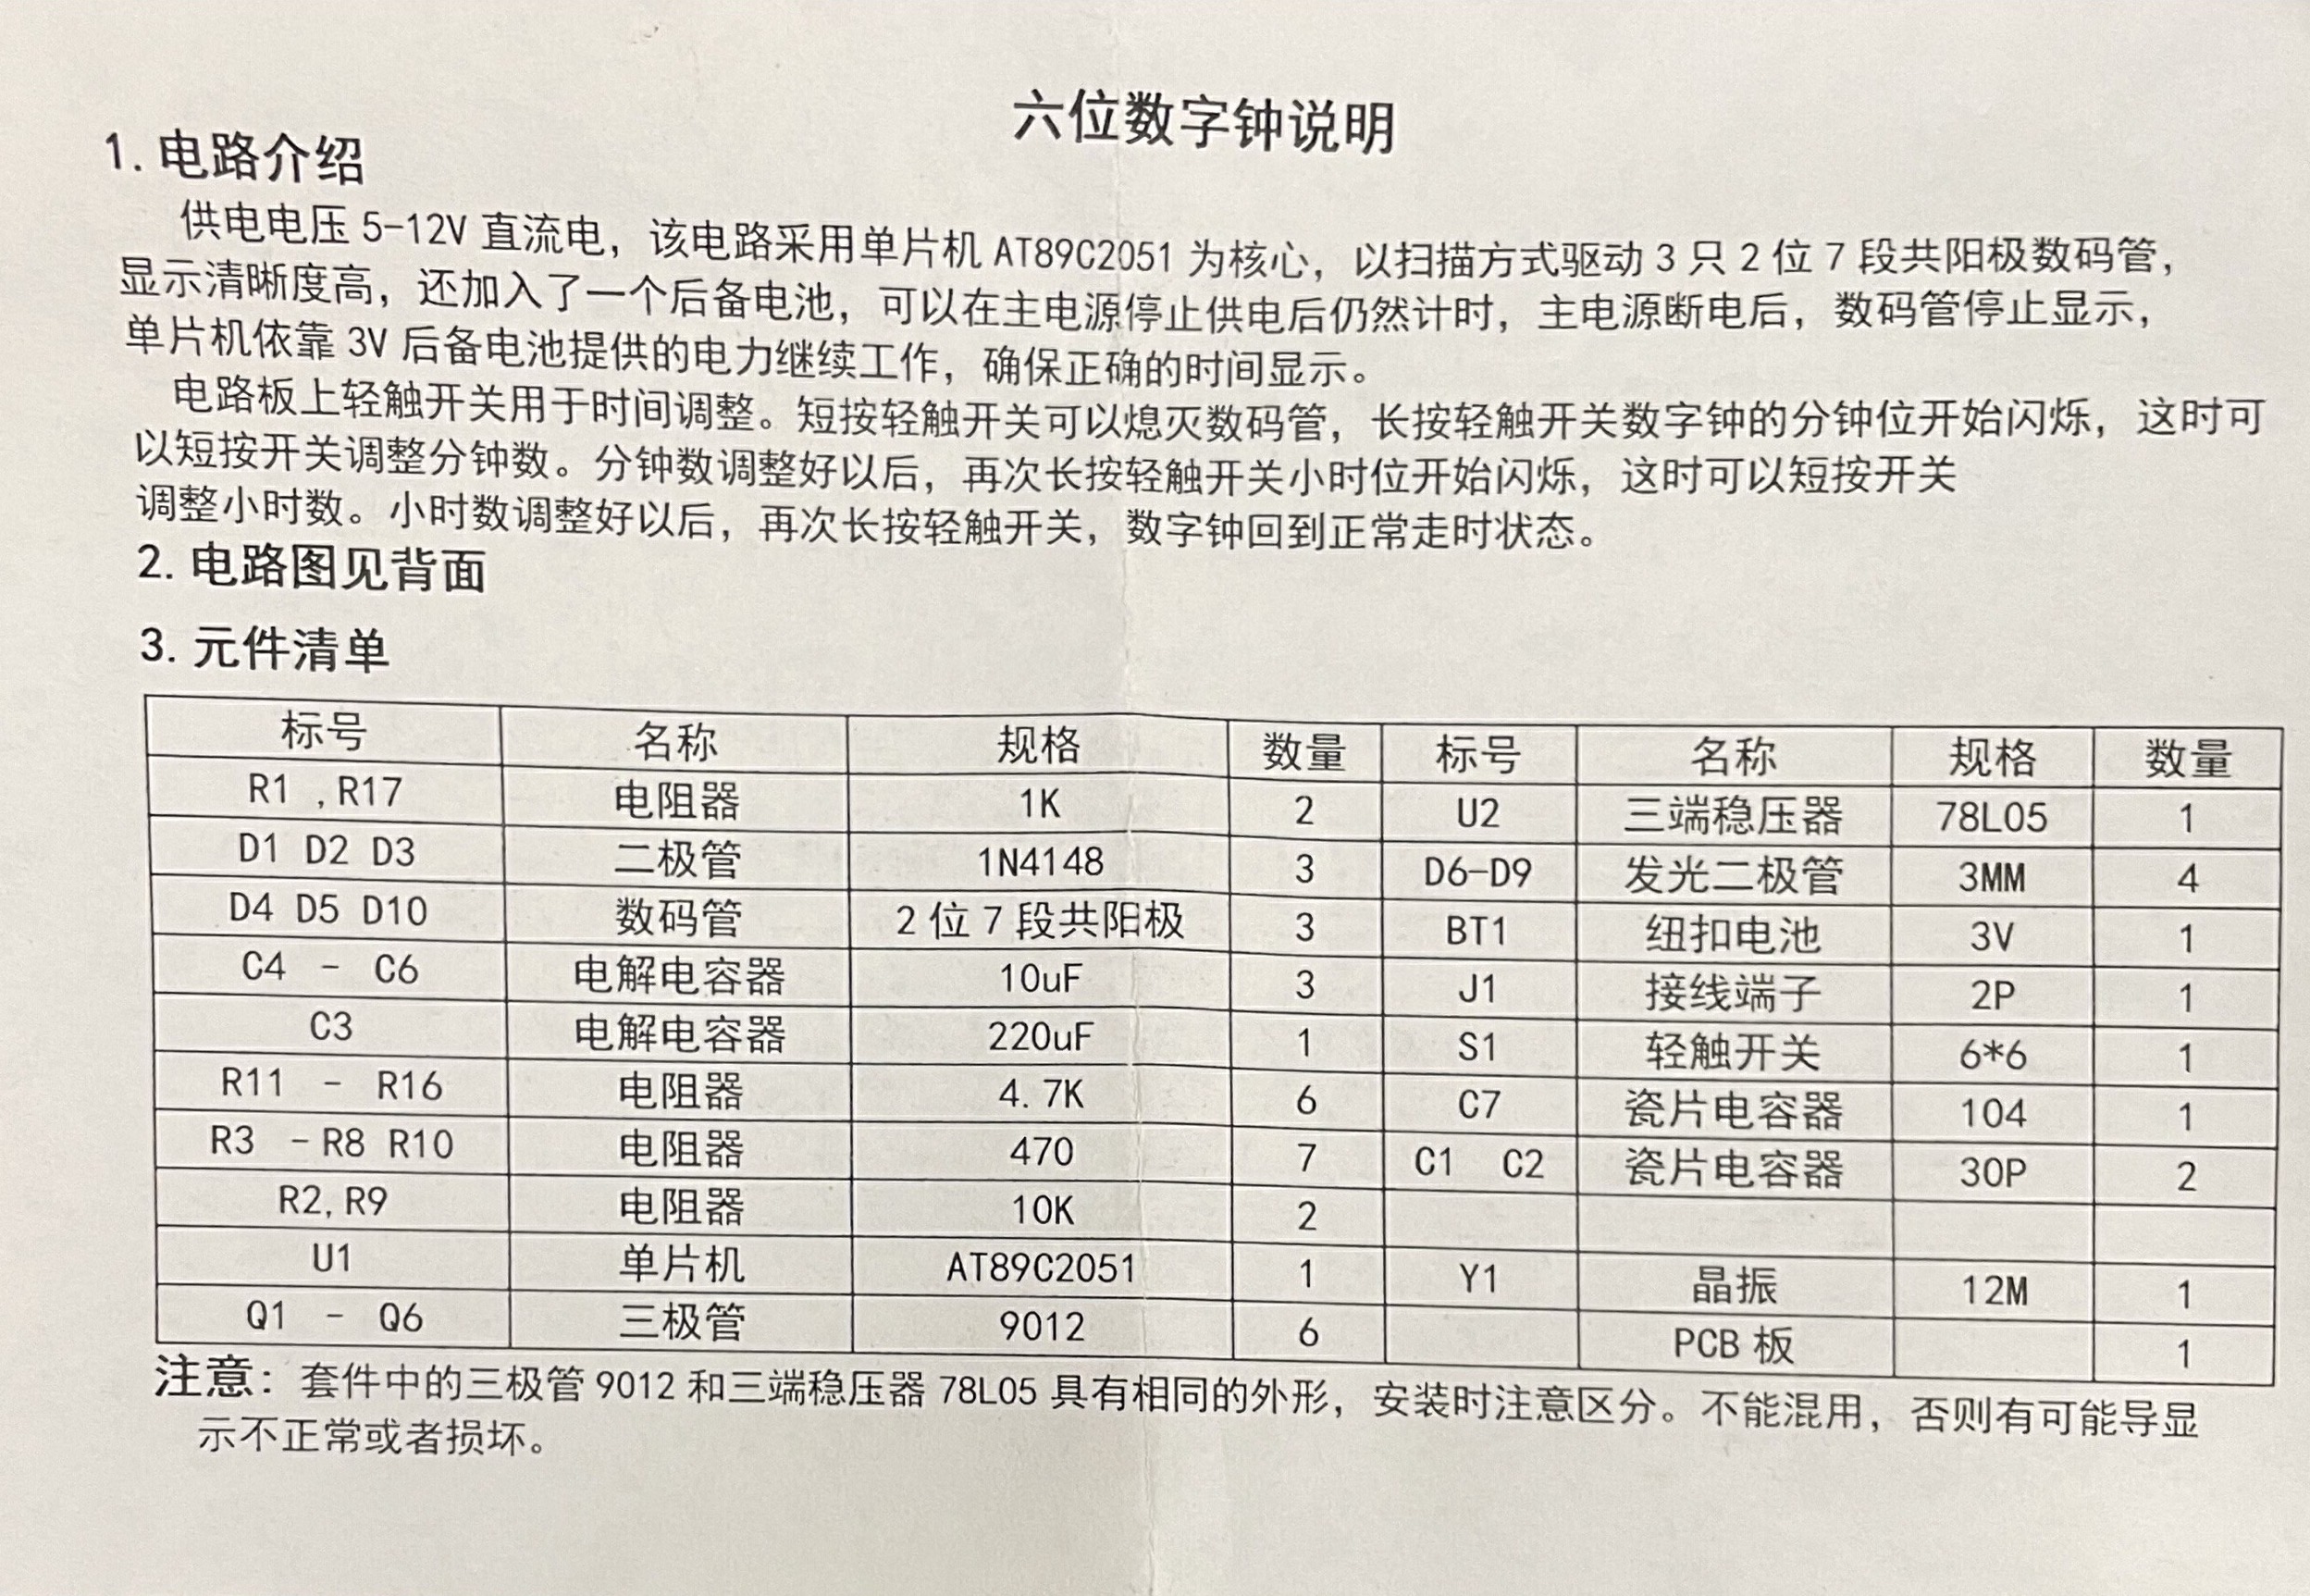 六位数字钟说明
1.电路介绍
供电电压 5-12V 直流电，该电路采用单片机 AT89C2051 为核心，以扫描方式驱动 3 只 2 位 7 段共阳极数码管，
显示清晰度高，还加入了一个后备电池，可以在主电源停止供电后仍然计时，主电源断电后，数码管停止显示，
单片机依靠 3V 后备电池提供的电力继续工作，确保正确的时间显示。
电路板上轻触开关用于时间调整。短按轻触开关可以熄灭数码管，长按轻触开关数字钟的分钟位开始闪烁，这时可
以短按开关调整分钟数。分钟数调整好以后，再次长按轻触开关小时位开始闪烁，这时可以短按开关
调整小时数。小时数调整好以后，再次长按轻触开关，数字钟回到正常走时状态。
2.电路图见背面
3.元件清单
标号 名称 规格 数量 标号 名称 规格 数量
R1 ,R17 电阻器 1K 2 U2 三端稳压器 78L05 1
D1 D2 D3 二极管 1N4148 3 D6-D9 发光二极管 3MM 4
D4 D5 D10 数码管 2 位 7 段共阳极 3 BT1 纽扣电池 3V 1
C4 - C6 电解电容器 10uF 3 J1 接线端子 2P 1
C3 电解电容器 220uF 1 S1 轻触开关 6*6 1
R11 - R16 电阻器 4.7K 6 C7 瓷片电容器 104 1
R3 -R8 R10 电阻器 470 7 C1 C2 瓷片电容器 30P 2
R2,R9 电阻器 10K 2
U1 单片机 AT89C2051 1 Y1 晶振 12M 1
Q1 - Q6 三极管 9012 6 PCB 板 1
注意：套件中的三极管 9012 和三端稳压器 78L05 具有相同的外形，安装时注意区分。不能混用，否则有可能导显
示不正常或者损坏。